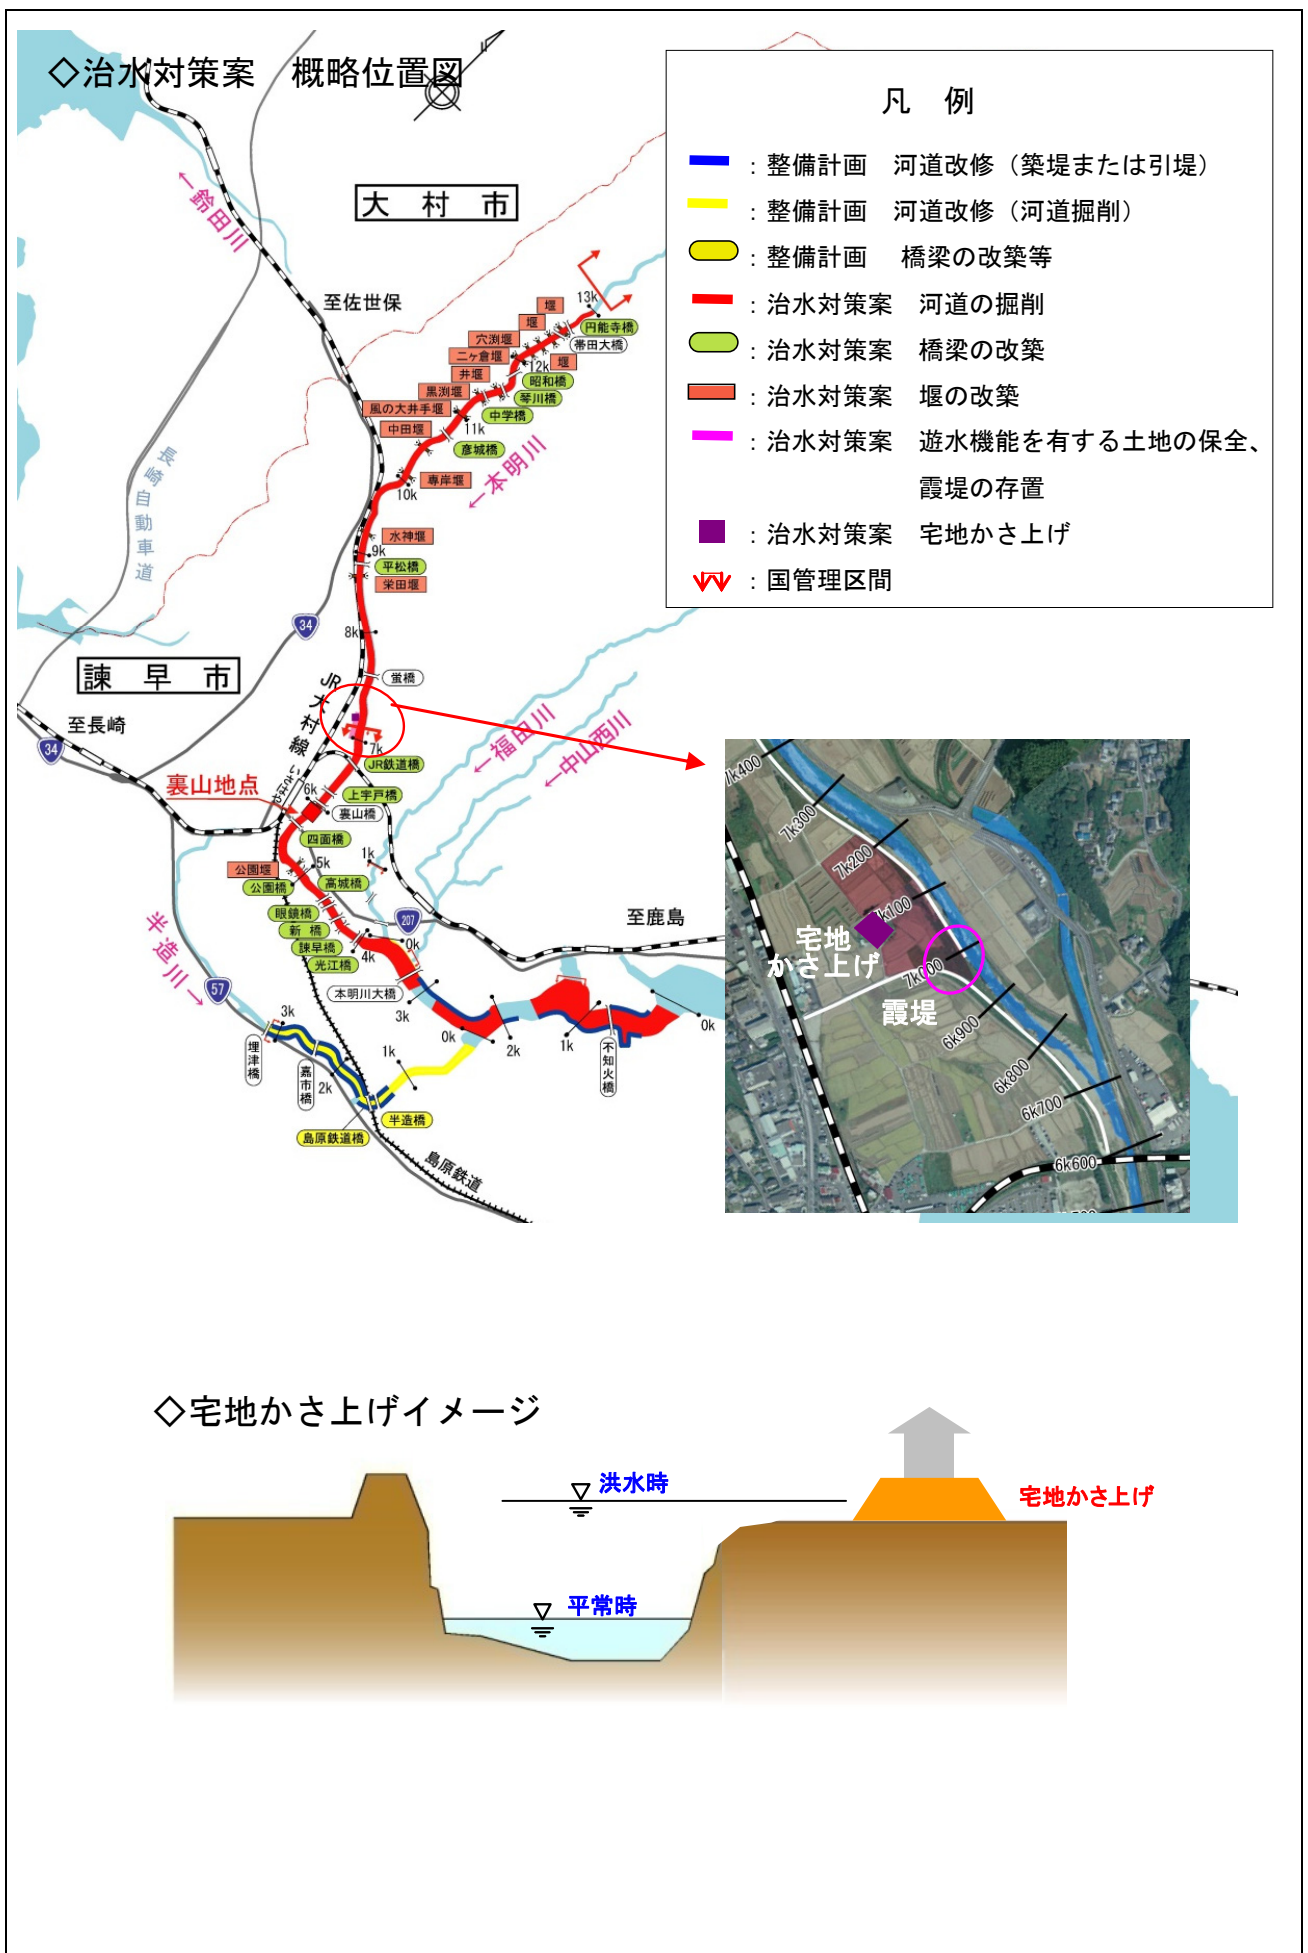 ◇治水対策案　概略位置図
凡　例
：整備計画　河道改修（築堤または引堤）
：整備計画　河道改修（河道掘削）
：整備計画　橋梁の改築等
：治水対策案　河道の掘削
：治水対策案　橋梁の改築
：治水対策案　堰の改築
：治水対策案　遊水機能を有する土地の保全、
霞堤の存置
：治水対策案　宅地かさ上げ
：国管理区間
←鈴田川
大村市
至佐世保
13k
堰
円能寺橋
堰
帯田大橋
穴渕堰
二ヶ倉堰
12k
堰
井堰
昭和橋
黒渕堰
琴川橋
風の大井手堰
中学橋
11k
中田堰
彦城橋
←本明川
専岸堰
10k
長崎自動車道
水神堰
9k
平松橋
栄田堰
34
8k
諫早市
蛍橋
JR大村線
至長崎
34
7k
JR鉄道橋
←福田川
←中山西川
裏山地点
いさはや
6k
上宇戸橋
裏山橋
四面橋
1k
公園堰
5k
公園橋
高城橋
眼鏡橋
新橋
諫早橋
光江橋
4k
207
0k
至鹿島
半造川→
57
本明川大橋
3k
0k
2k
1k
不知火橋
0k
3k
埋津橋
嘉市橋
2k
1k
半造橋
島原鉄道橋
島原鉄道
7k400
7k300
7k200
7k100
宅地
かさ上げ
7k000
霞堤
6k900
6k800
6k700
6k600
◇宅地かさ上げイメージ
洪水時
宅地かさ上げ
平常時